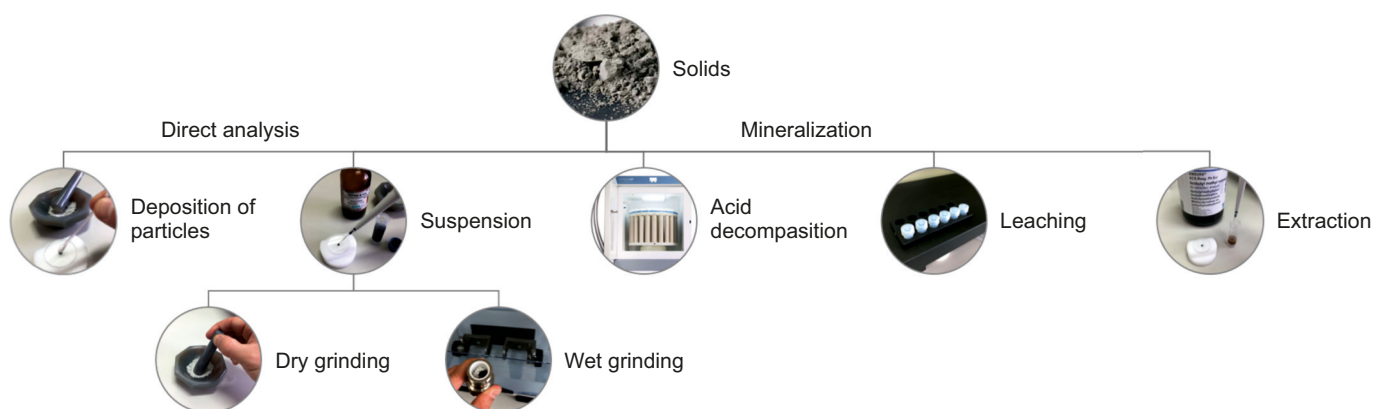 Solids
Direct analysis
Mineralization
Deposition of
particles
Suspension
Acid
decompasition
Leaching
Extraction
Dry grinding
Wet grinding